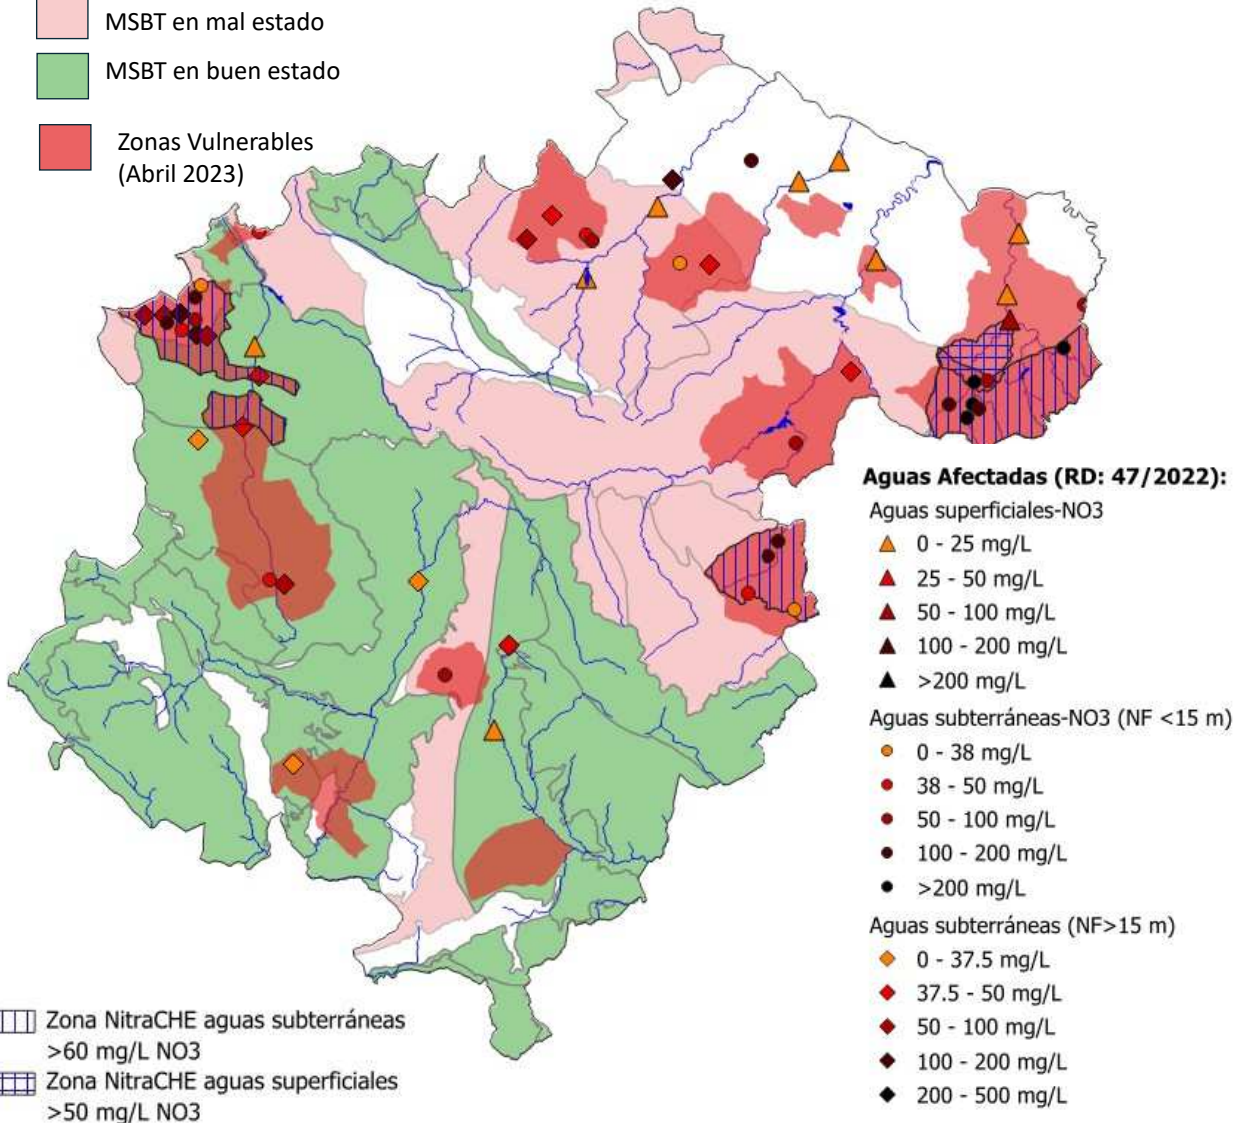 MSBT en mal estado
MSBT en buen estado
Zonas Vulnerables
(Abril 2023)
Aguas Afectadas (RD: 47/2022):
Aguas superficiales-NO3
0 - 25 mg/L
25 - 50 mg/L
50 - 100 mg/L
100 - 200 mg/L
>200 mg/L
Aguas subterráneas-NO3 (NF <15 m)
0 - 38 mg/L
38 - 50 mg/L
50 - 100 mg/L
100 - 200 mg/L
>200 mg/L
Aguas subterráneas (NF>15 m)
0 - 37.5 mg/L
37.5 - 50 mg/L
50 - 100 mg/L
100 - 200 mg/L
200 - 500 mg/L
Zona NitraCHE aguas subterráneas
>60 mg/L NO3
Zona NitraCHE aguas superficiales
>50 mg/L NO3